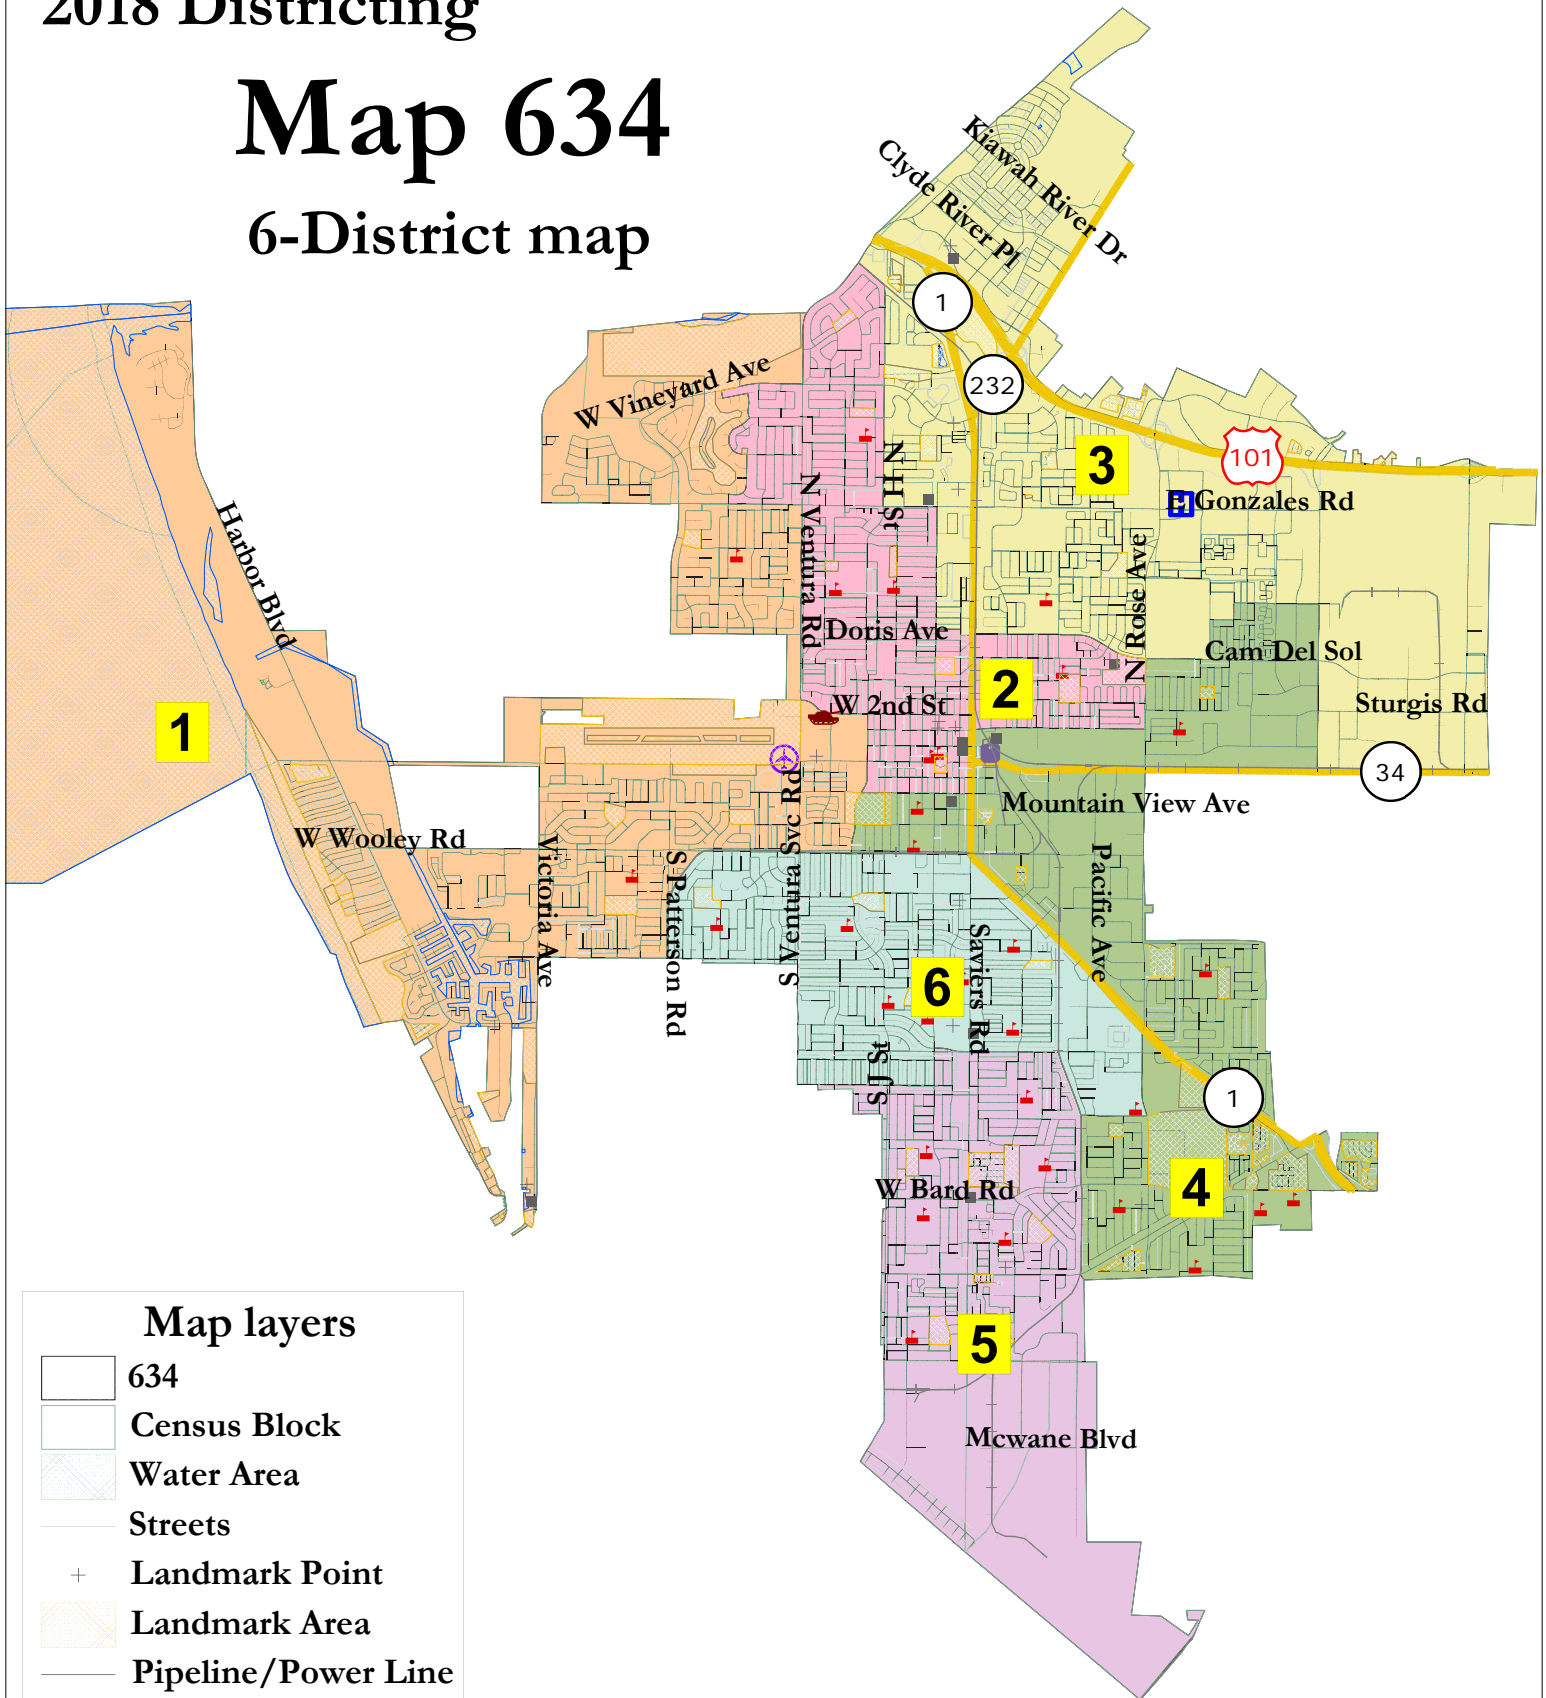 2018 Districting
Map 634
6-District map
Kiawah River Dr
Clyde River Pl
1
232
W Vineyard Ave
3
101
N H St
E Gonzales Rd
N Ventura Rd
Harbor Blvd
N Rose Ave
Doris Ave
Cam Del Sol
2
W 2nd St
Sturgis Rd
1
34
S Ventura Svc Rd
Mountain View Ave
W Wooley Rd
Victoria Ave
S Patterson Rd
Pacific Ave
Saviers Rd
6
S J St
1
W Bard Rd
4
5
Mcwane Blvd
Map layers
634
Census Block
Water Area
Streets
Landmark Point
Landmark Area
Pipeline/Power Line